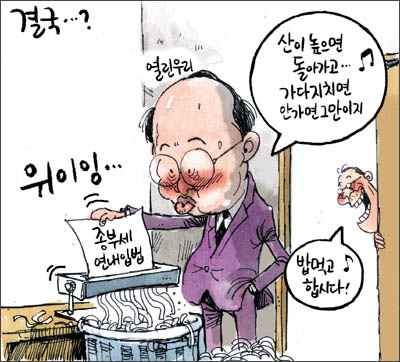 결국...?
열린우리
산이 높으면
돌아가고...
가다지치면
안가면그만이지
위이잉...
종부세
연내입법
밥먹고
합시다!